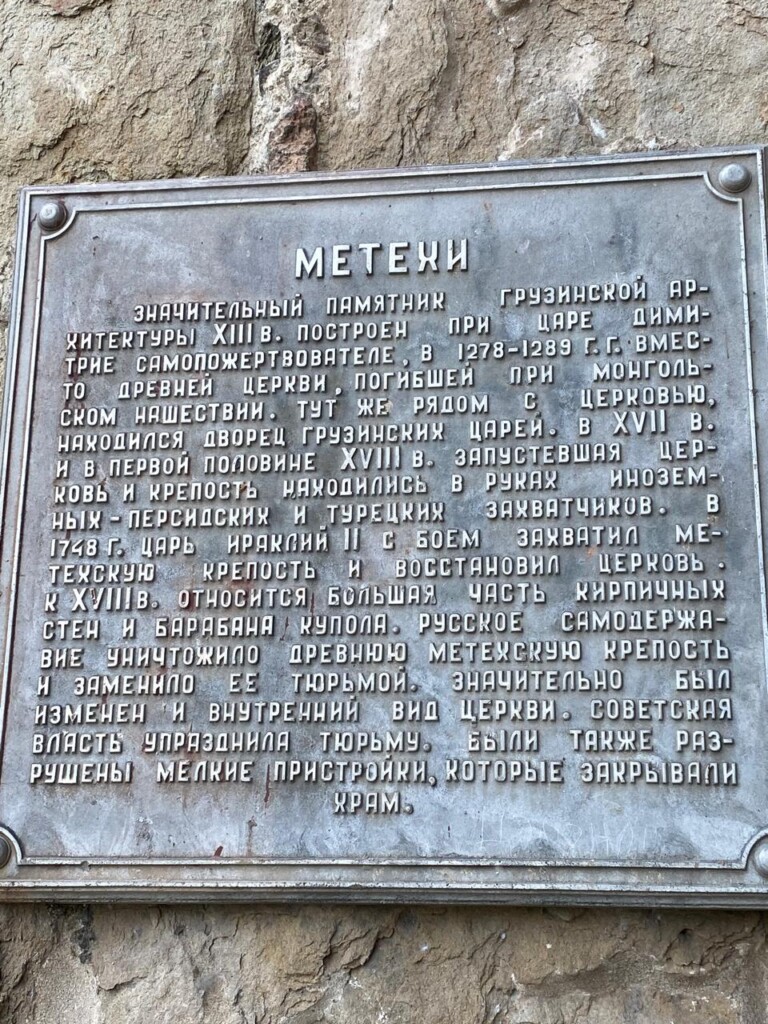 МЕТЕХИ
ЗНАЧИТЕЛЬНЫЙ ПАМЯТНИК ГРУЗИНСКОЙ АР-
ХИТЕКТУРЫ XIII В. ПОСТРОЕН ПРИ ЦАРЕ ДИМИ-
ТРИЕ САМОПОЖЕРТВОВАТЕЛЕ, В 1278-1289 Г.Г. ВМЕС-
ТО ДРЕВНЕЙ ЦЕРКВИ, ПОГИБШЕЙ ПРИ МОНГОЛЬ-
СКОМ НАШЕСТВИИ. ТУТ ЖЕ РЯДОМ С ЦЕРКОВЬЮ,
НАХОДИЛСЯ ДВОРЕЦ ГРУЗИНСКИХ ЦАРЕЙ. В XVII В.
И В ПЕРВОЙ ПОЛОВИНЕ XVIII В. ЗАПУСТЕВШАЯ ЦЕР-
КОВЬ И КРЕПОСТЬ НАХОДИЛИСЬ В РУКАХ ИНОЗЕМ-
НЫХ-ПЕРСИДСКИХ И ТУРЕЦКИХ ЗАХВАТЧИКОВ. В
1748 Г. ЦАРЬ ИРАКЛИЙ II С БОЕМ ЗАХВАТИЛ МЕ-
ТЕХСКУЮ КРЕПОСТЬ И ВОССТАНОВИЛ ЦЕРКОВЬ.
К XVIII В. ОТНОСИТСЯ БОЛЬШАЯ ЧАСТЬ КИРПИЧНЫХ
СТЕН И БАРАБАНА КУПОЛА. РУССКОЕ САМОДЕРЖА-
ВИЕ УНИЧТОЖИЛО ДРЕВНЮЮ МЕТЕХСКУЮ КРЕПОСТЬ
И ЗАМЕНИЛО ЕЕ ТЮРЬМОЙ. ЗНАЧИТЕЛЬНО БЫЛ
ИЗМЕНЕН И ВНУТРЕННИЙ ВИД ЦЕРКВИ. СОВЕТСКАЯ
ВЛАСТЬ УПРАЗДНИЛА ТЮРЬМУ. БЫЛИ ТАКЖЕ РАЗ-
РУШЕНЫ МЕЛКИЕ ПРИСТРОЙКИ, КОТОРЫЕ ЗАКРЫВАЛИ
ХРАМ.